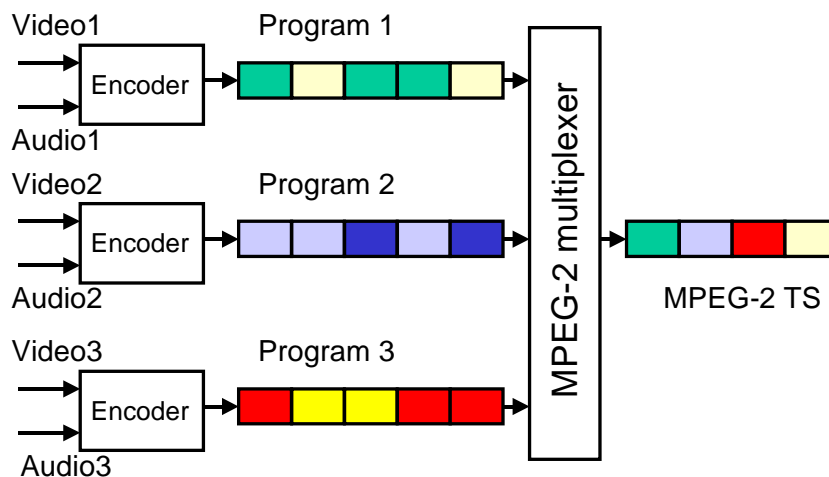 Video1
Program 1
Encoder
Audio1
Video2
Program 2
Encoder
Audio2
Video3
Program 3
Encoder
Audio3
MPEG-2 multiplexer
MPEG-2 TS